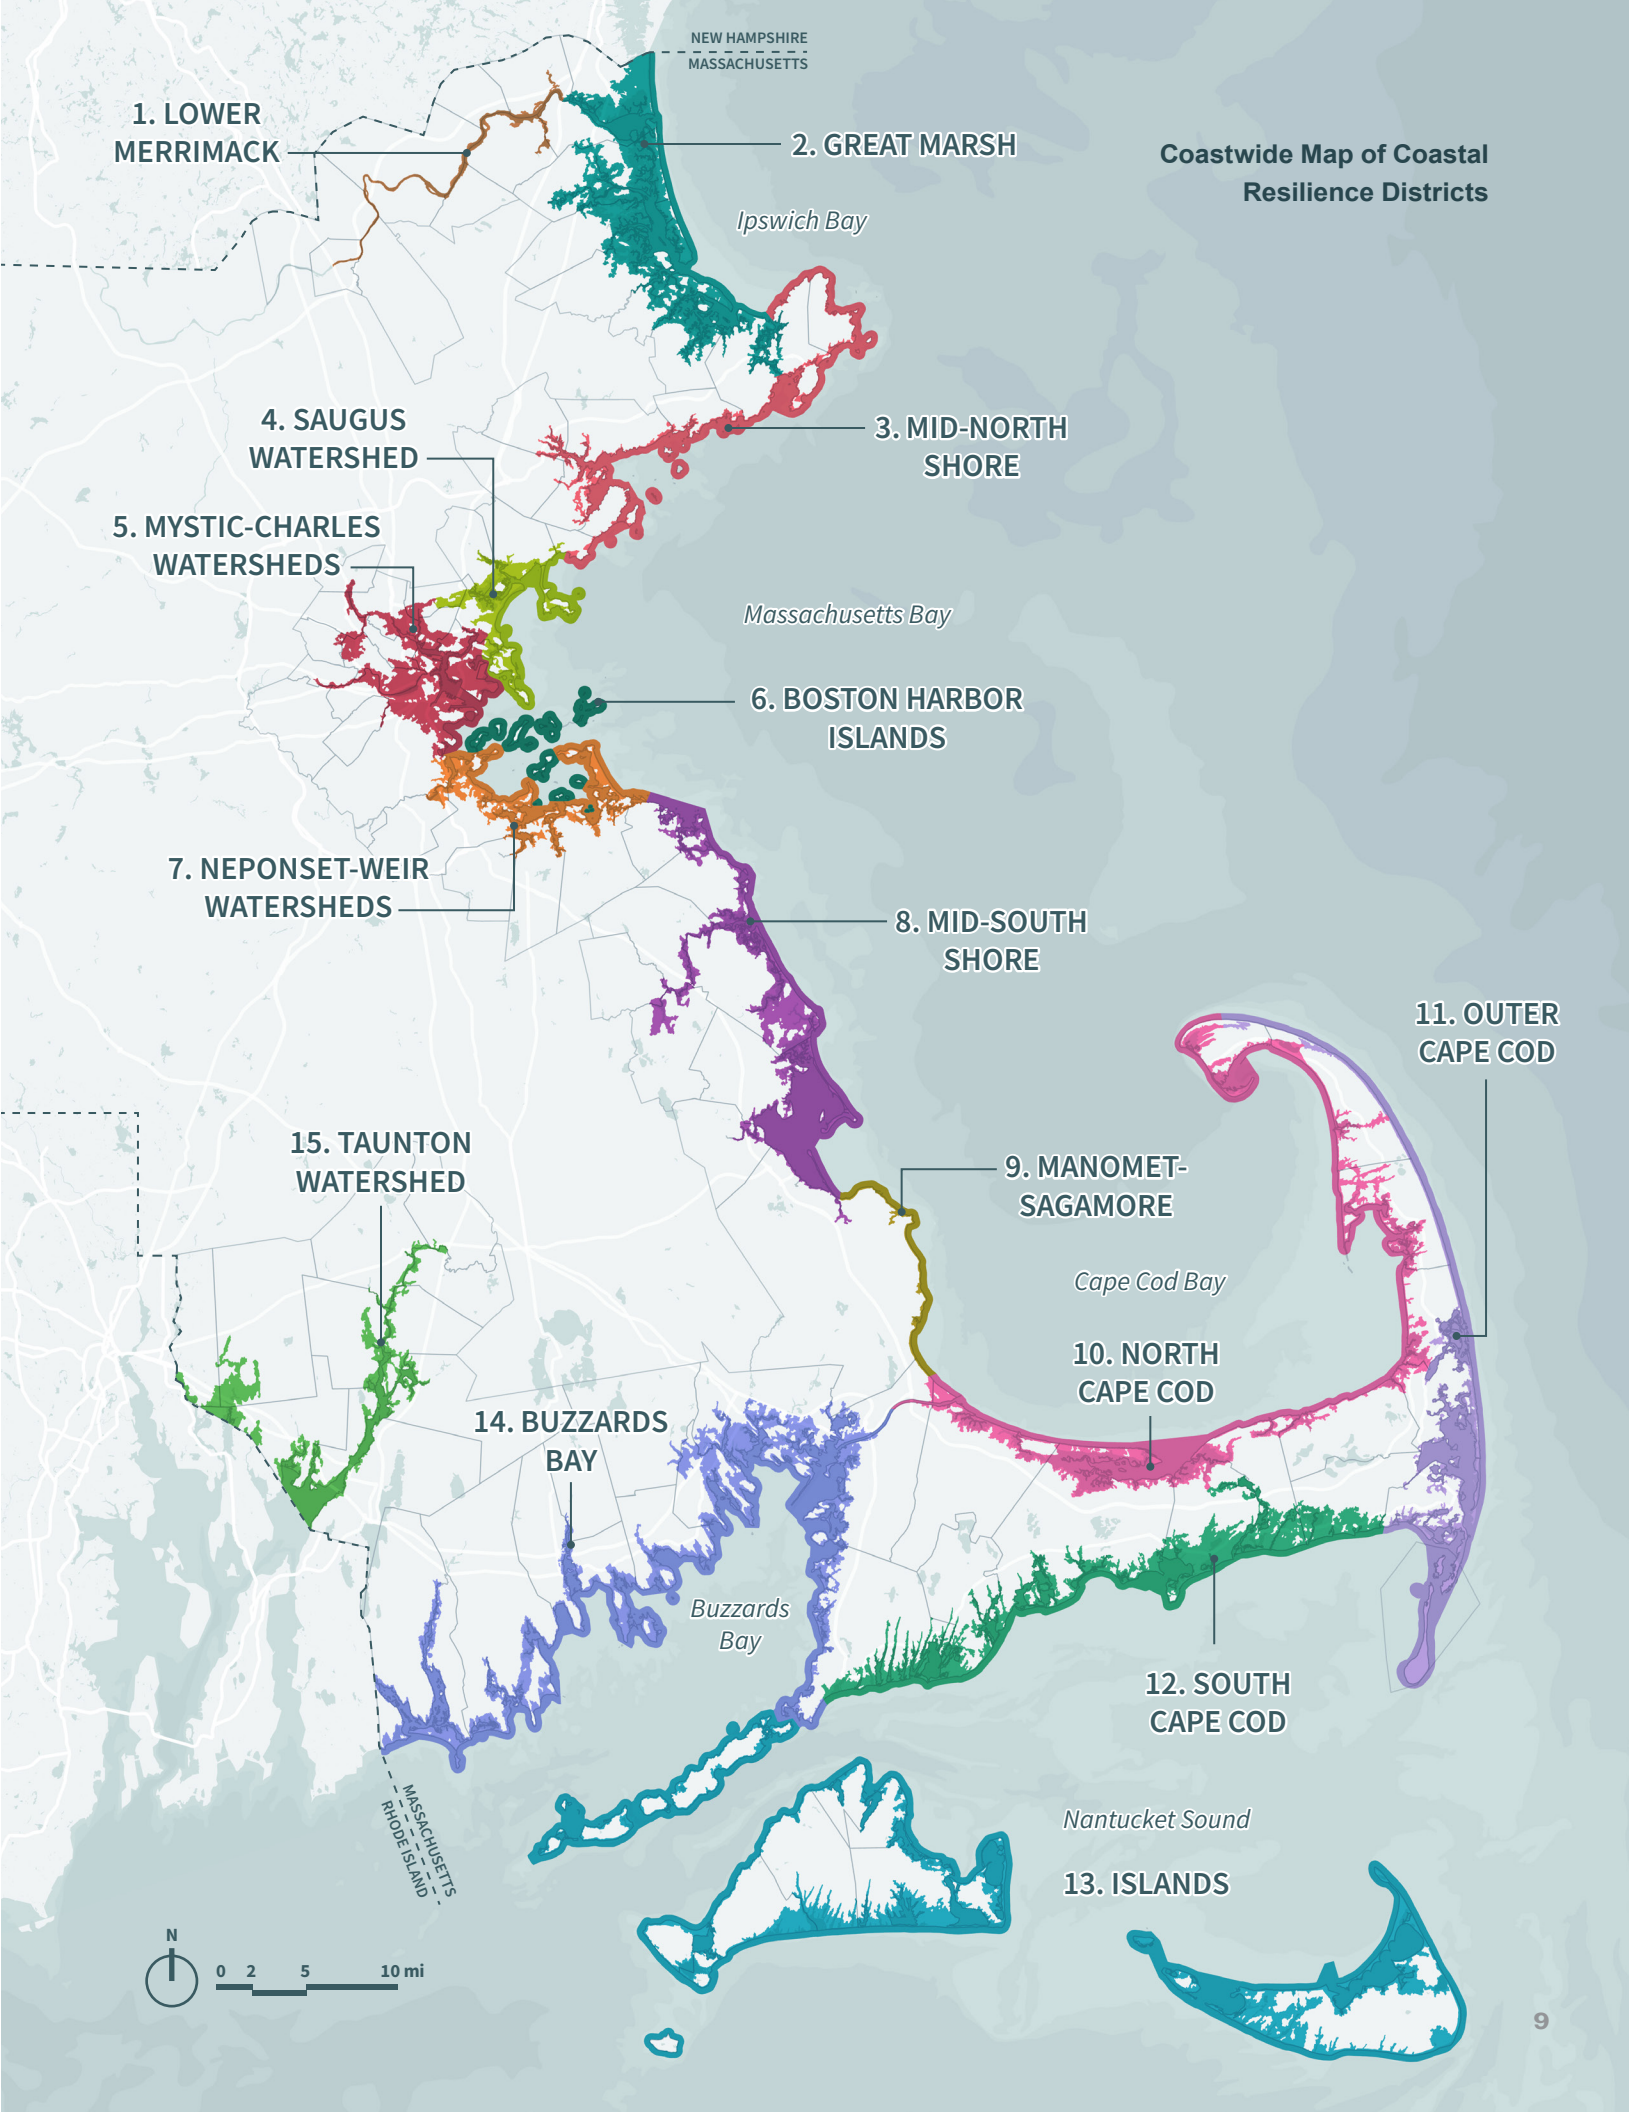 NEW HAMPSHIRE
MASSACHUSETTS
1. LOWER
MERRIMACK
2. GREAT MARSH
Coastwide Map of Coastal
Resilience Districts
Ipswich Bay
4. SAUGUS
WATERSHED
3. MID-NORTH
SHORE
5. MYSTIC-CHARLES
WATERSHEDS
Massachusetts Bay
6. BOSTON HARBOR
ISLANDS
7. NEPONSET-WEIR
WATERSHEDS
8. MID-SOUTH
SHORE
11. OUTER
CAPE COD
15. TAUNTON
WATERSHED
9. MANOMET-
SAGAMORE
Cape Cod Bay
10. NORTH
CAPE COD
14. BUZZARDS
BAY
Buzzards
Bay
12. SOUTH
CAPE COD
MASSACHUSETTS
RHODE ISLAND
Nantucket Sound
13. ISLANDS
N
0 2 5 10 mi
9